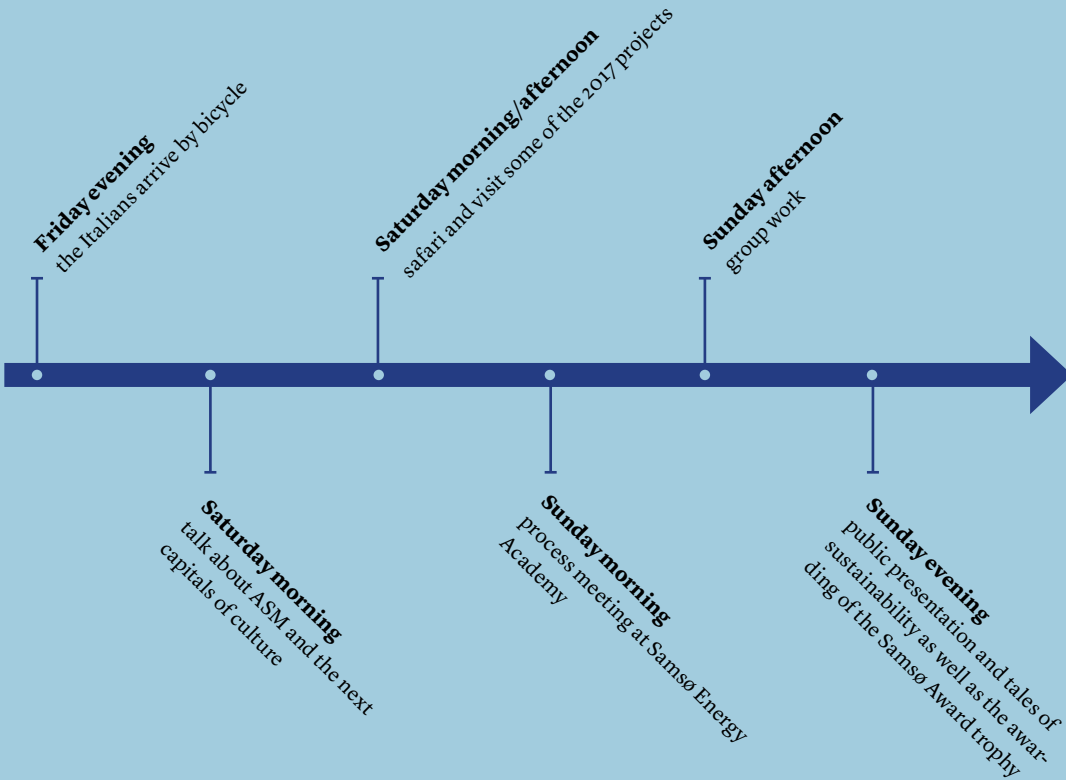 Friday evening
the Italians arrive by bicycle
Saturday morning
talk about ASM and the next
capitals of culture
Saturday morning/afternoon
safari and visit some of the 2017 projects
Sunday morning
process meeting at Samsø Energy
Academy
Sunday afternoon
group work
Sunday evening
public presentation and tales of
sustainability as well as the awar-
ding of the Samsø Award trophy